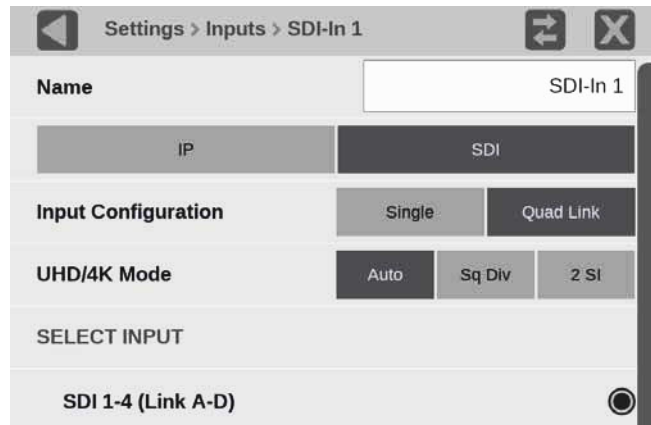 Settings > Inputs > SDI-In 1
Name SDI-In 1
IP SDI
Input Configuration Single Quad Link
UHD/4K Mode Auto Sq Div 2 SI
SELECT INPUT
SDI 1-4 (Link A-D)